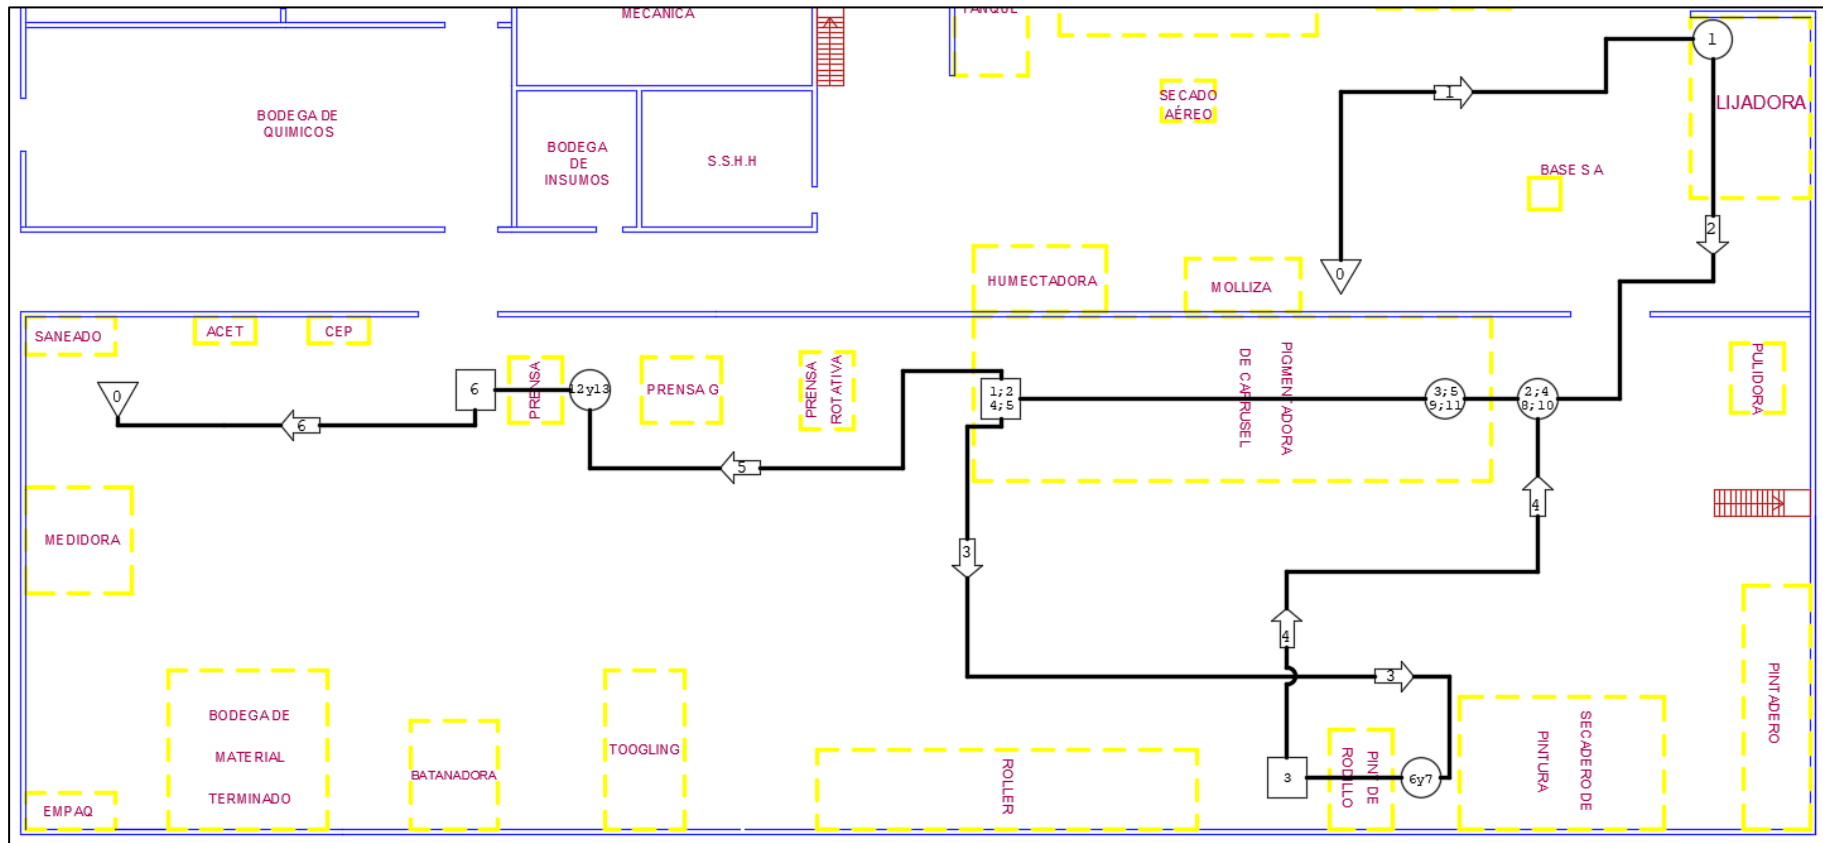 MECANICA
TANQUE
1
1
SECADO
AÉREO
LIJADORA
BODEGA DE
QUIMICOS
BODEGA
DE
INSUMOS
S.S.H.H
BASE S A
2
HUMECTADORA
MOLLIZA
0
SANEADO
ACET
CEP
PRENSA
PRENSA G
PRENSA
ROTATIVA
PIGMENTADORA
DE CARRUSEL
PULIDORA
0
6
12y13
1;2
4;5
3;5
9;11
2;4
8;10
6
5
4
MEDIDORA
3
4
3
BODEGA DE
MATERIAL
TERMINADO
BATANADORA
TOOGLING
ROLLER
3
PINT DE
RODILLO
6y7
SECADERO DE
PINTURA
PINTADERO
EMPAQ